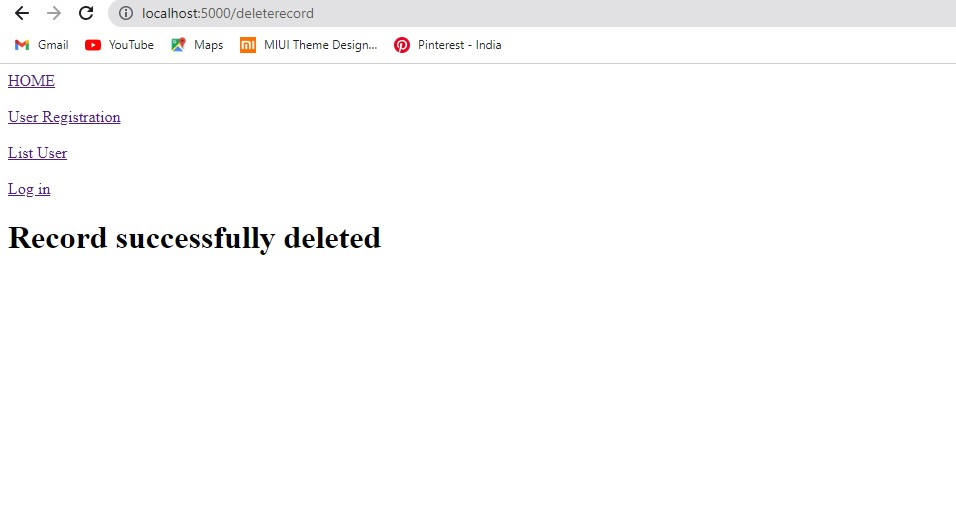 localhost:5000/deleterecord
Gmail YouTube Maps MIUI Theme Design... Pinterest - India
HOME
User Registration
List User
Log in
Record successfully deleted